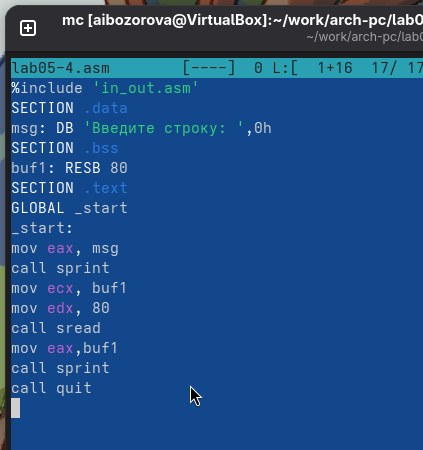 mc [aibozorova@VirtualBox]:~/work/arch-pc/lab0
~/work/arch-pc/lab0
lab05-4.asm [----] 0 L:[ 1+16 17/ 17
%include 'in_out.asm'
SECTION .data
msg: DB 'Введите строку: ',0h
SECTION .bss
buf1: RESB 80
SECTION .text
GLOBAL _start
_start:
mov eax, msg
call sprint
mov ecx, buf1
mov edx, 80
call sread
mov eax,buf1
call sprint
call quit